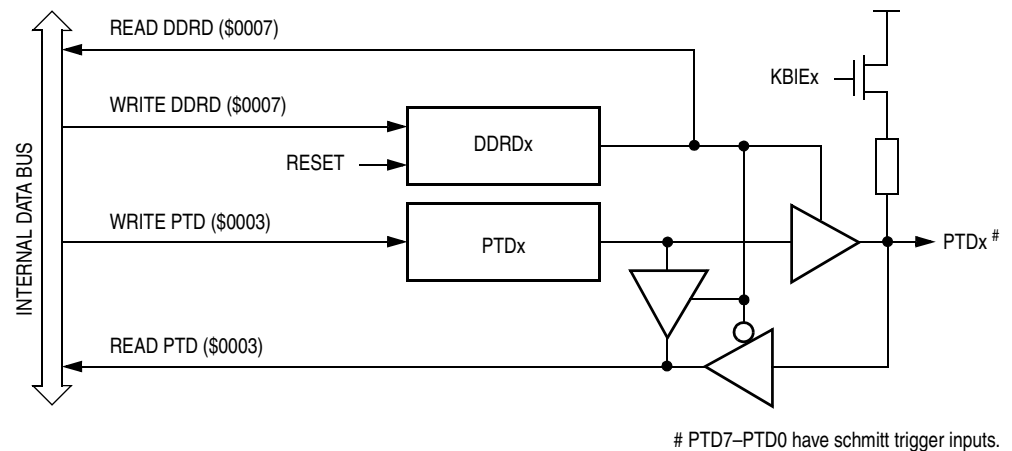 READ DDRD ($0007)
KBIEx
WRITE DDRD ($0007)
DDRDx
RESET
INTERNAL DATA BUS
WRITE PTD ($0003)
PTDx
PTDx #
READ PTD ($0003)
# PTD7–PTD0 have schmitt trigger inputs.